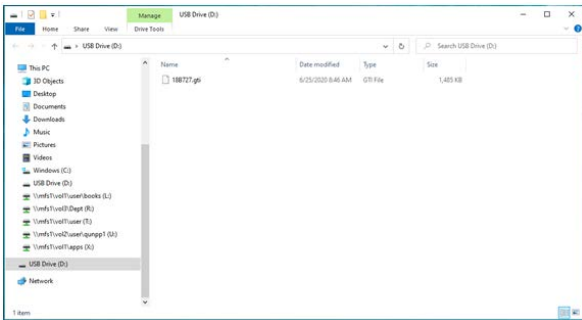 Manage
USB Drive (D:)
File
Home
Share
View
Drive Tools
USB Drive (D:)
Search USB Drive (D:)
This PC
3D Objects
Desktop
Documents
Downloads
Music
Pictures
Videos
Windows (C:)
USB Drive (D:)
\\mfs1\vol1\user\books (L:)
\\mfs1\vol3\Dept (R:)
\\mfs1\vol1\user (T:)
\\mfs1\vol2\user\qunpp1 (U:)
\\mfs1\vol1\apps (X:)
USB Drive (D:)
Network
Name
Date modified
Type
Size
188727.gti
6/25/2020 8:46 AM
GTI File
1,485 KB
1 item